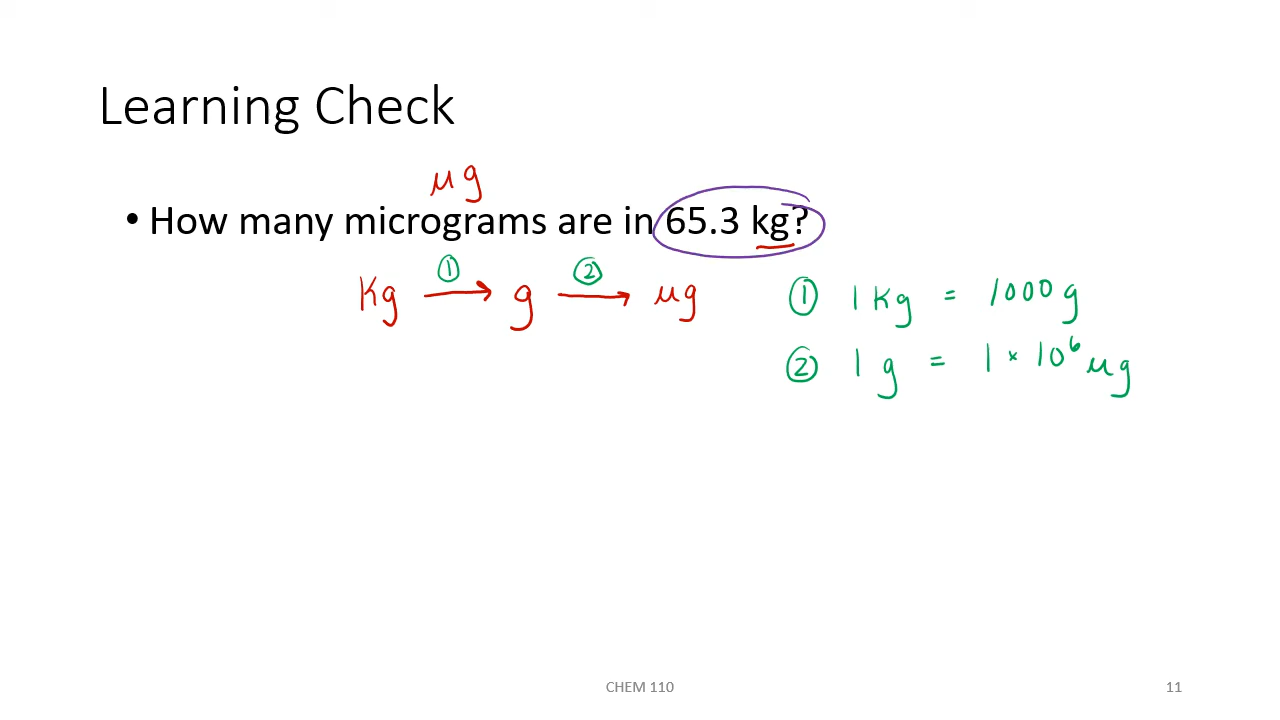 Learning Check
μg
• How many micrograms are in 65.3 kg?
Kg ① → g ② → μg
① 1 Kg = 1000 g
② 1 g = 1 × 10⁶ μg
CHEM 110
11